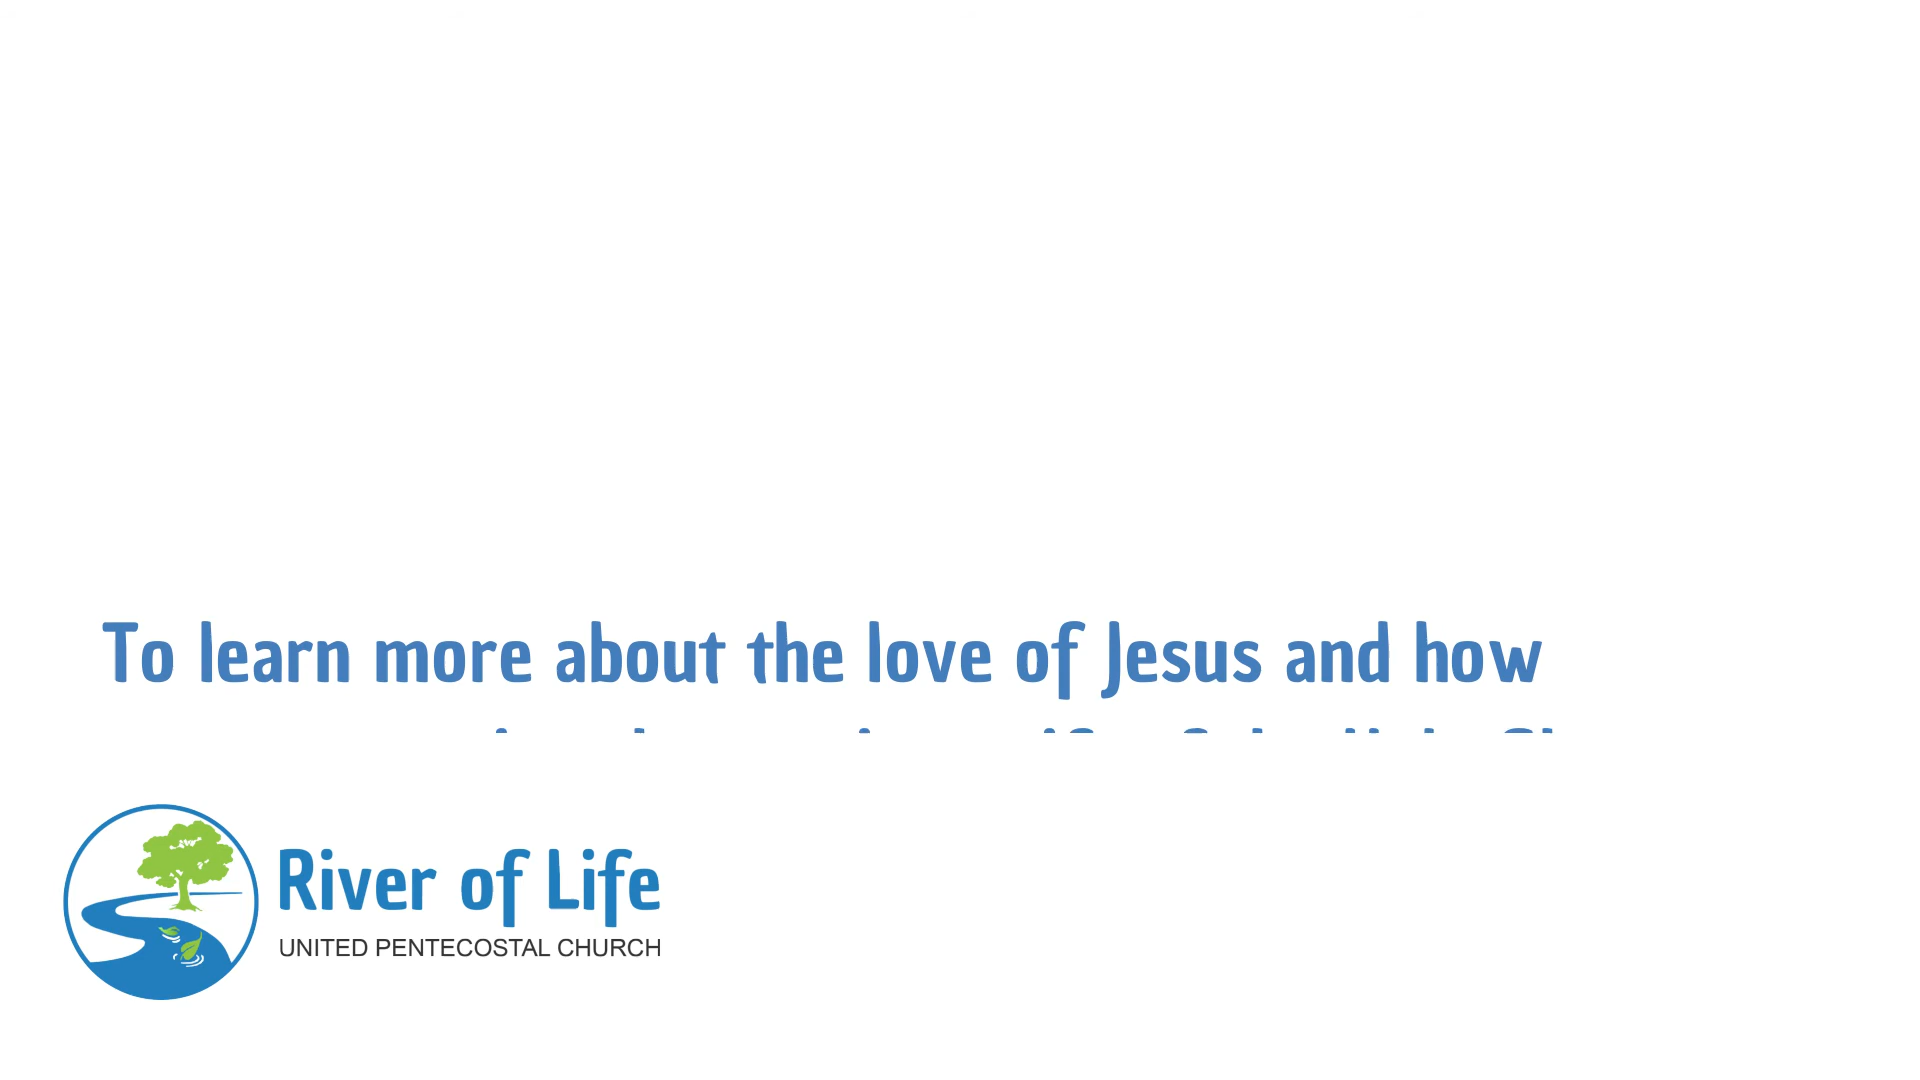 To learn more about the love of Jesus and how
River of Life
UNITED PENTECOSTAL CHURCH